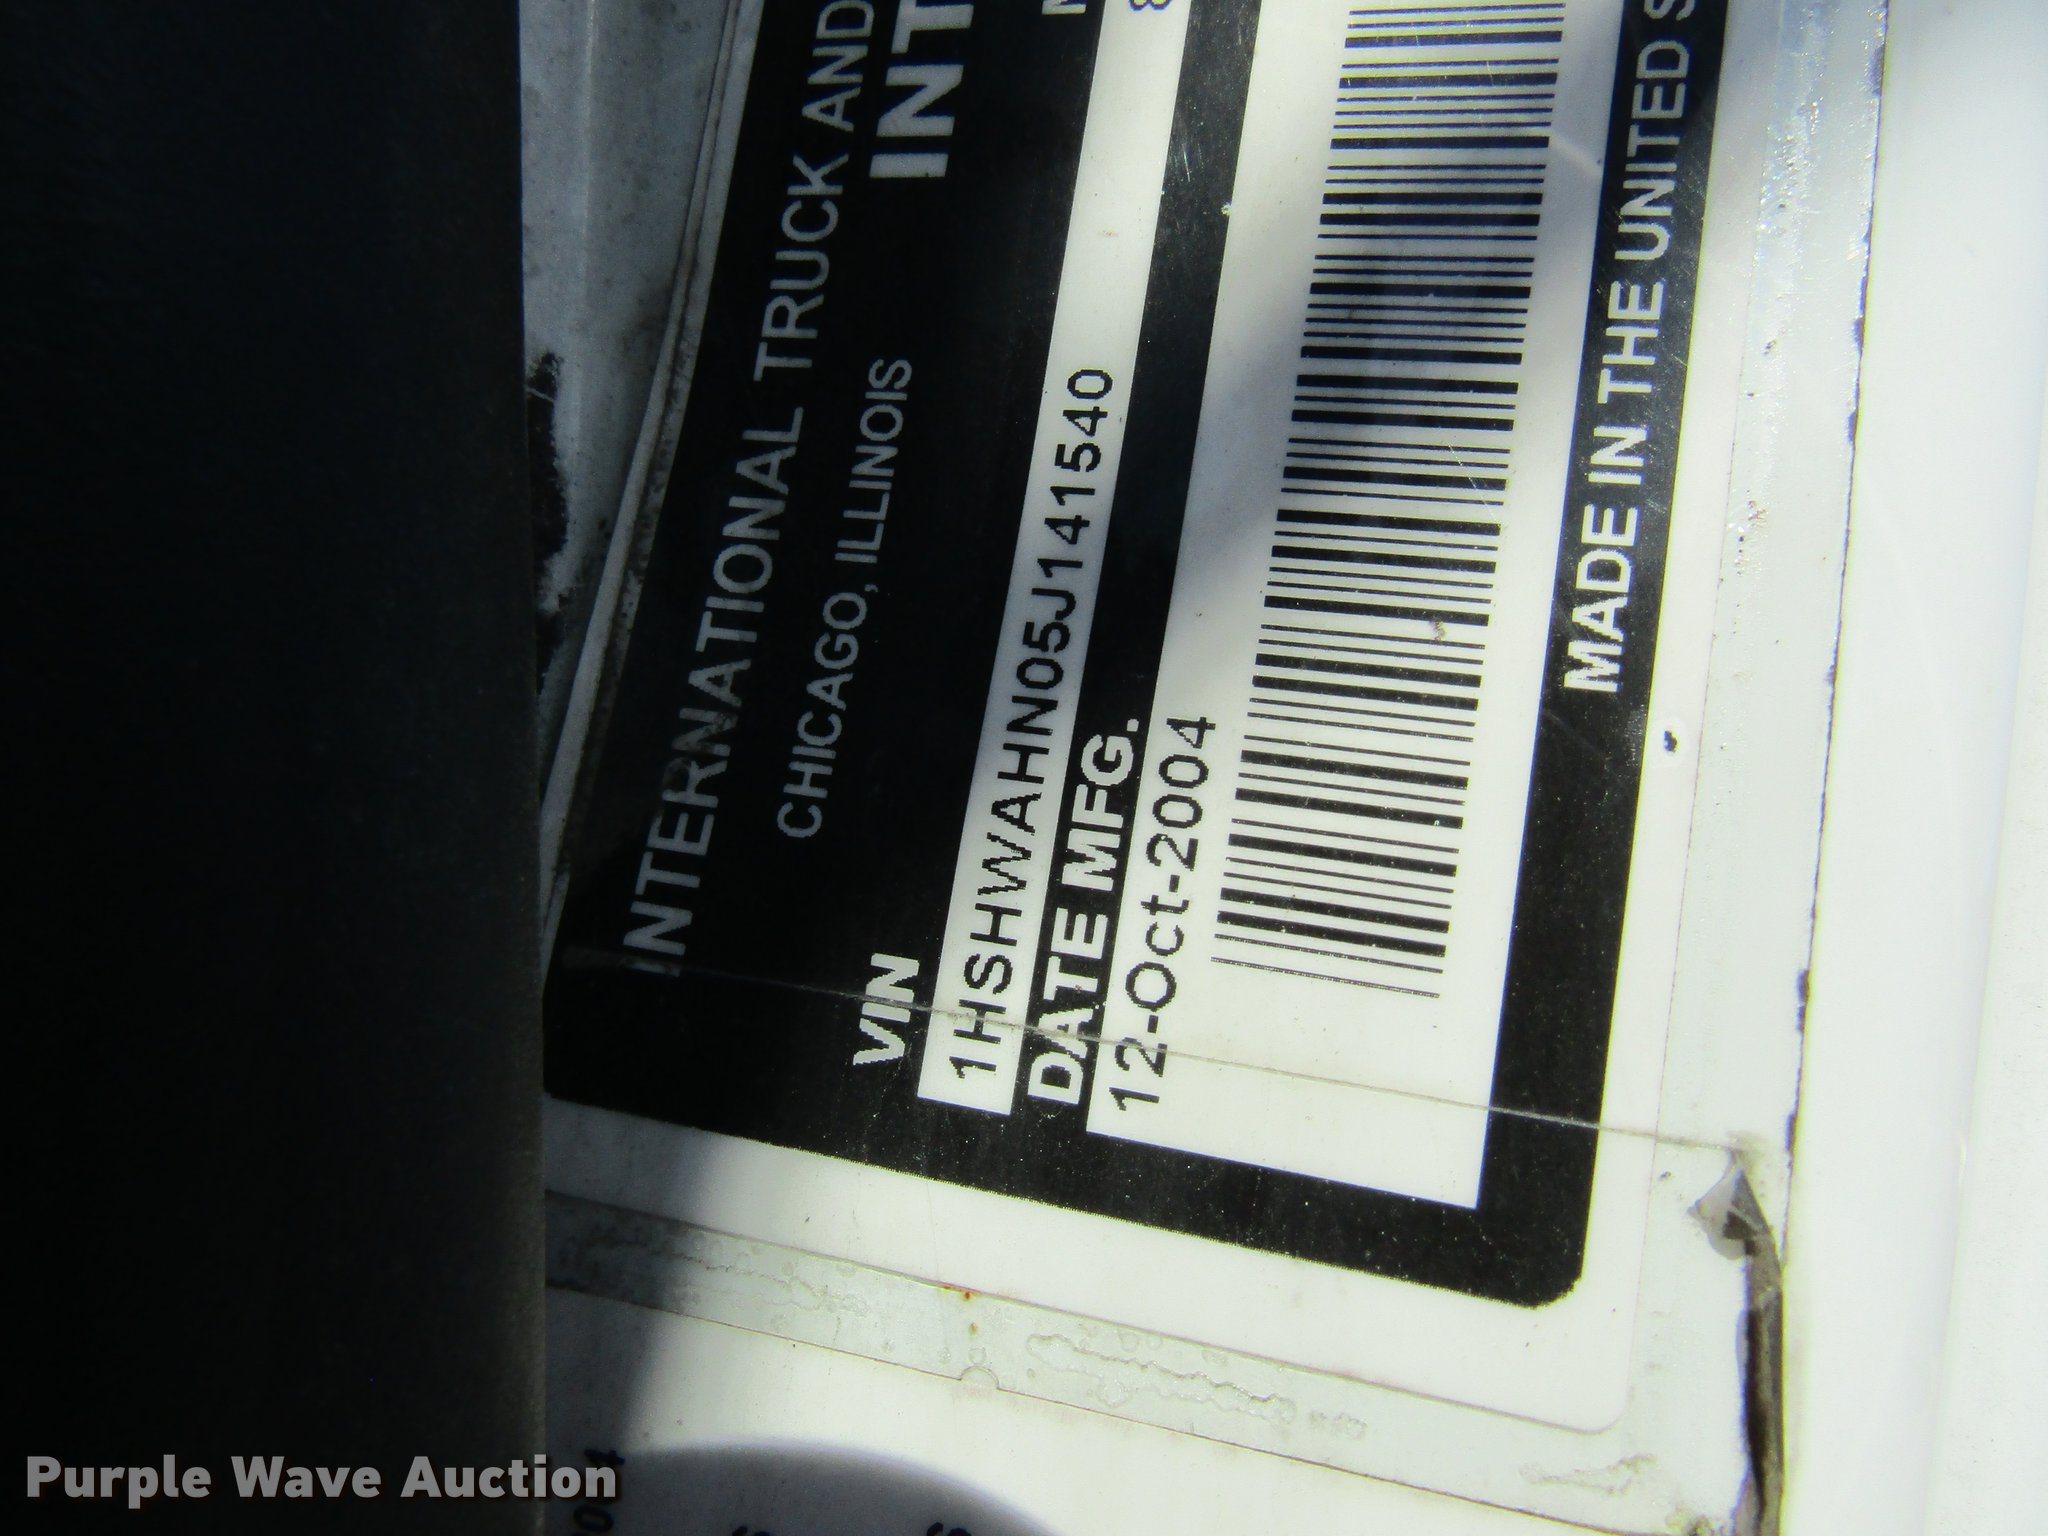 INTERNATIONAL TRUCK AND
CHICAGO, ILLINOIS
INT
VIN
1HSHWAHN05J141540
DATE MFG.
12-Oct-2004
8
MADE IN THE UNITED S
Purple Wave Auction